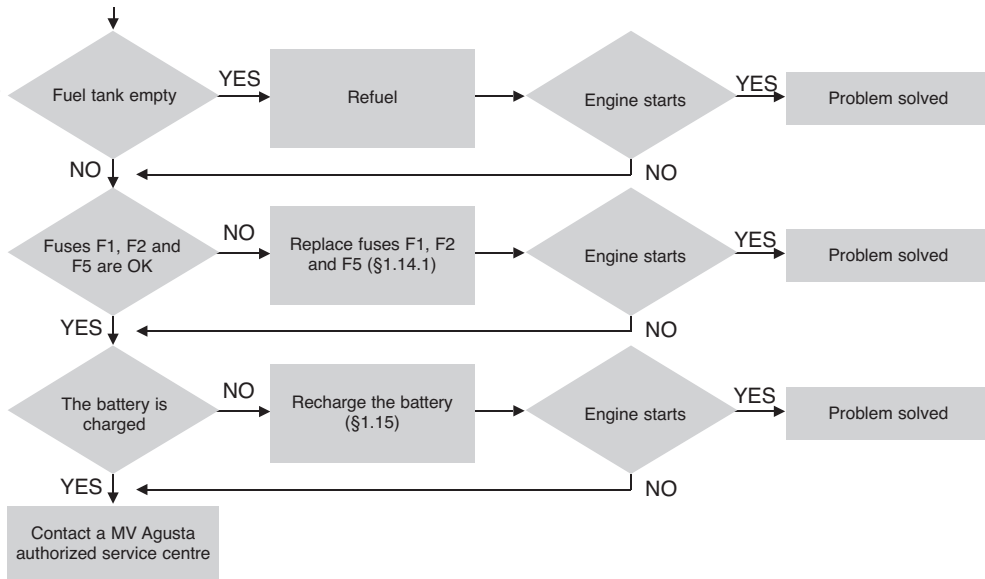 Fuel tank empty
YES
Refuel
Engine starts
YES
Problem solved
NO
NO
Fuses F1, F2 and
F5 are OK
NO
Replace fuses F1, F2
and F5 (§1.14.1)
Engine starts
YES
Problem solved
YES
NO
The battery is
charged
NO
Recharge the battery
(§1.15)
Engine starts
YES
Problem solved
YES
NO
Contact a MV Agusta
authorized service centre